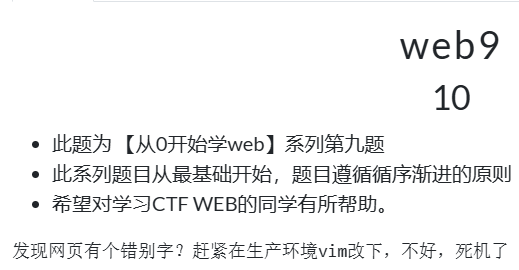 web9
10
此题为【从0开始学web】系列第九题
此系列题目从最基础开始，题目遵循循序渐进的原则
希望对学习CTF WEB的同学有所帮助。
发现网页有个错别字？赶紧在生产环境vim改下，不好，死机了